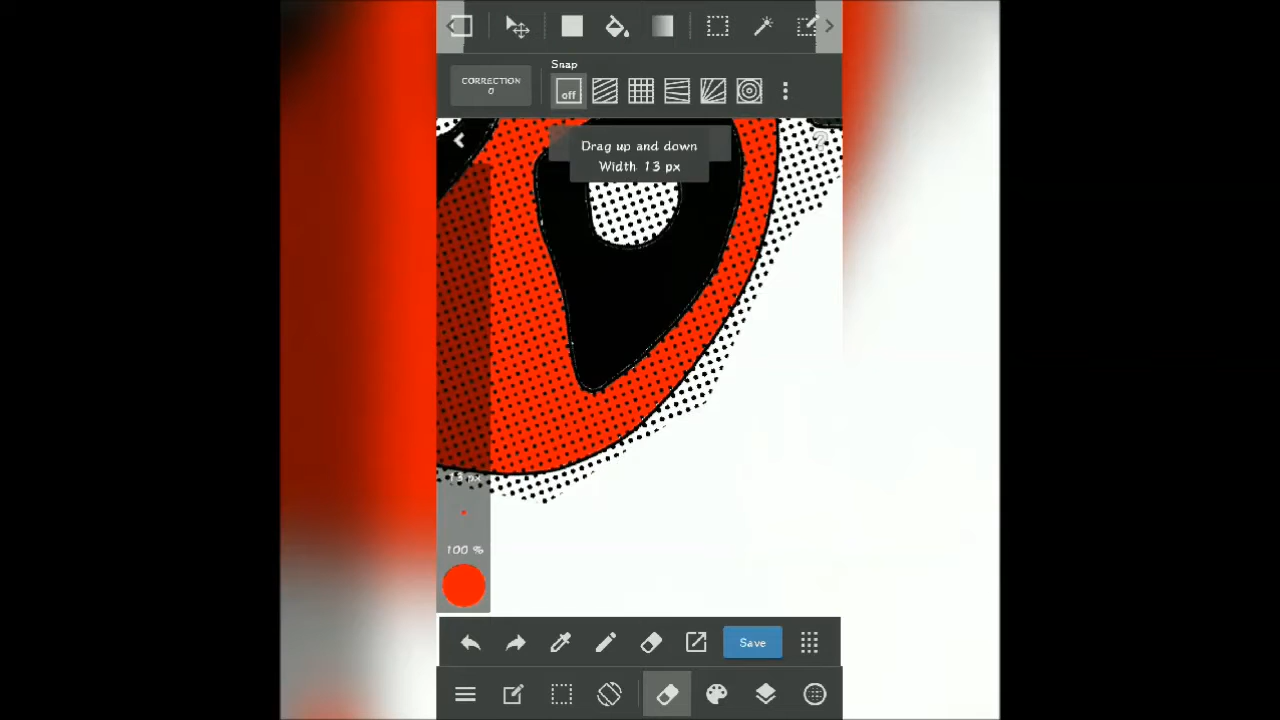 Snap
CORRECTION
0
off
Drag up and down
Width 13 px
?
13 px
100 %
Save